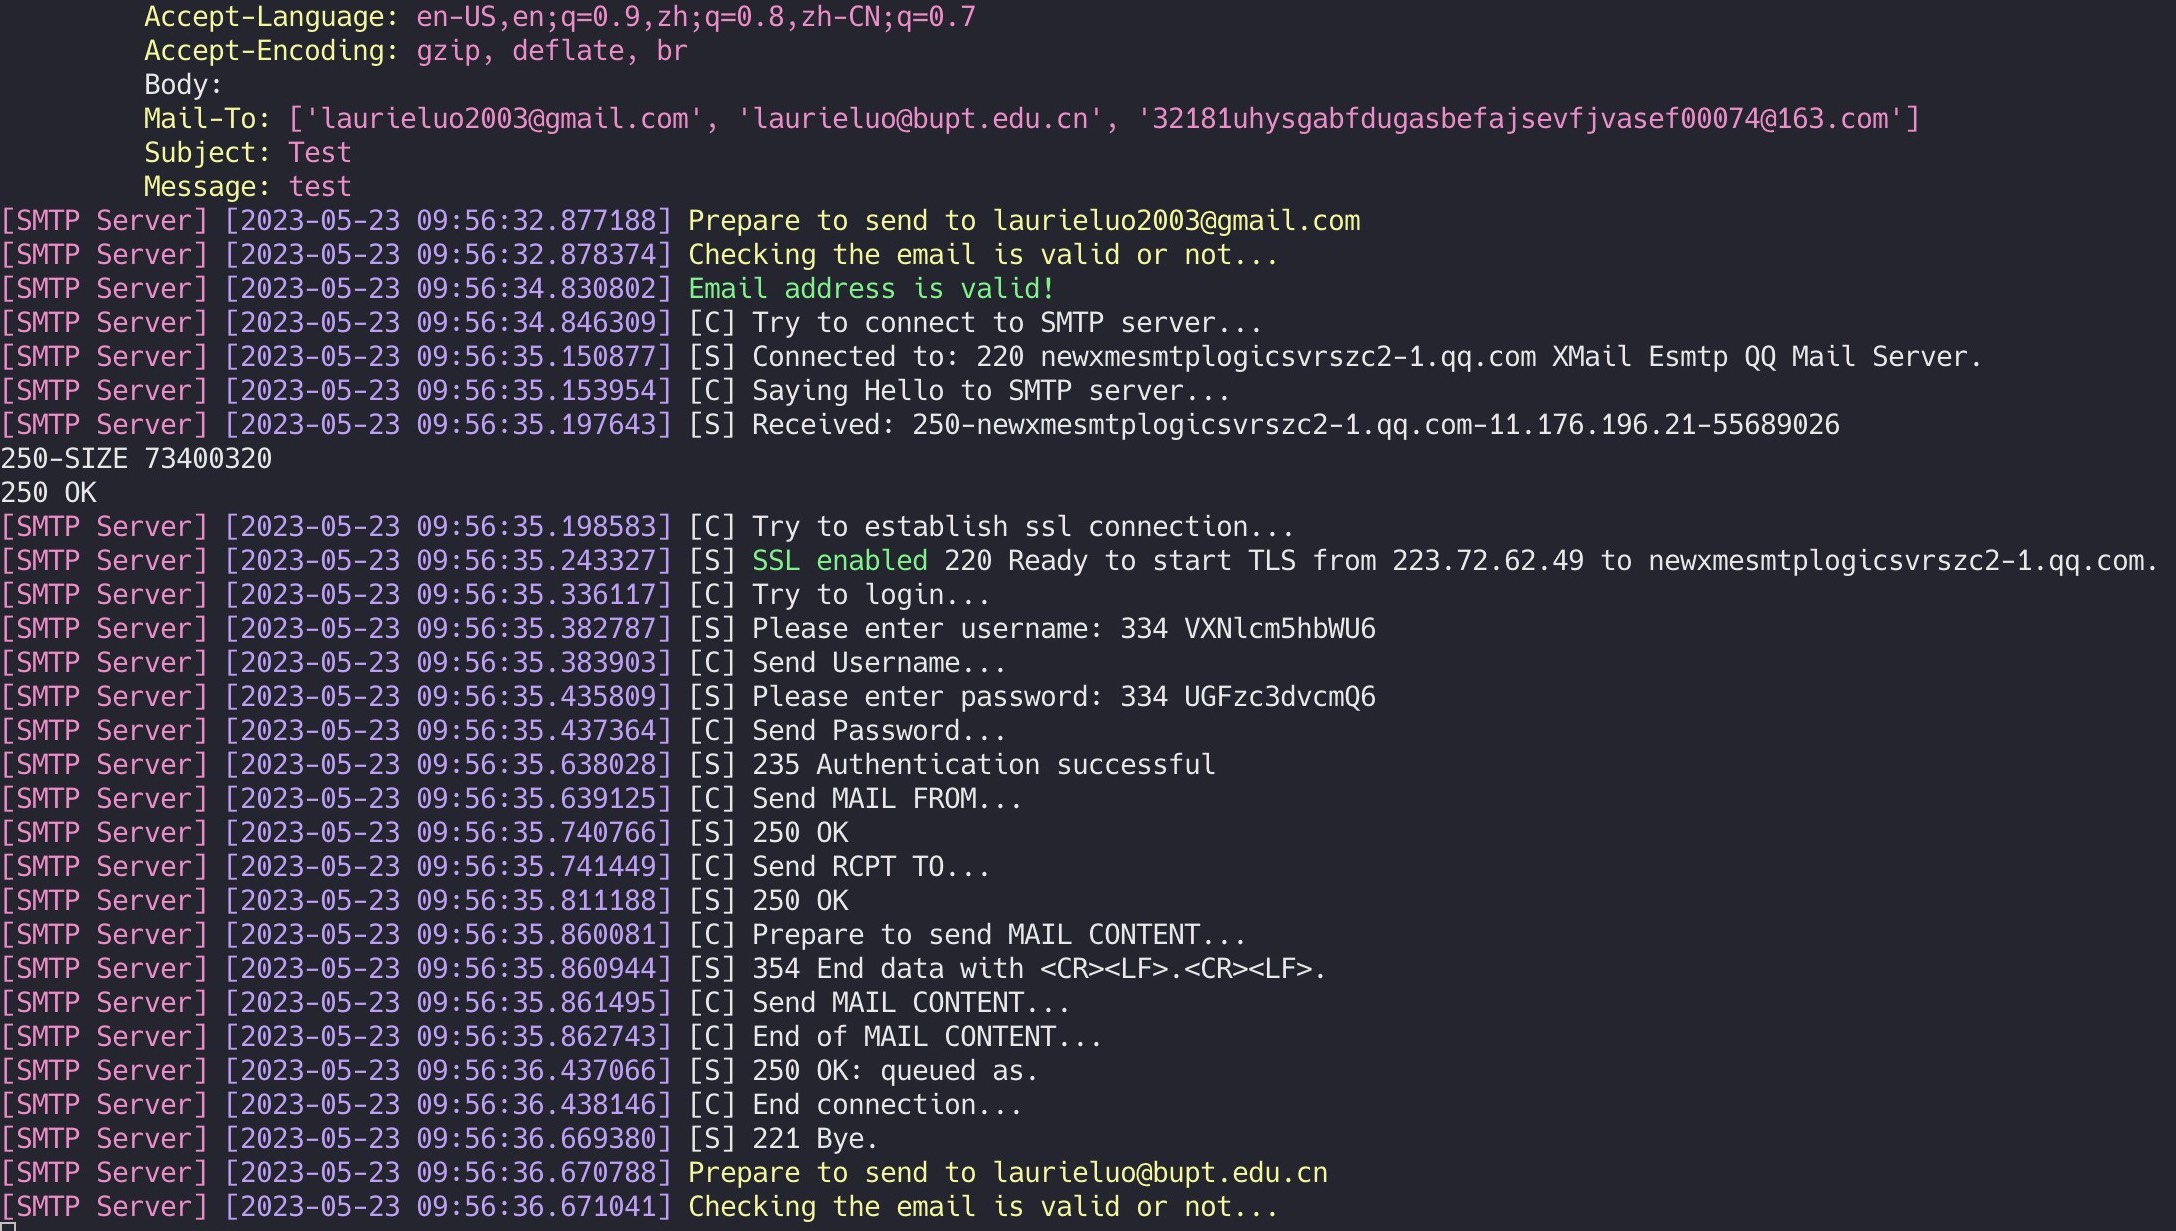 Accept-Language: en-US,en;q=0.9,zh;q=0.8,zh-CN;q=0.7
Accept-Encoding: gzip, deflate, br
Body:
Mail-To: ['laurieluo2003@gmail.com', 'laurieluo@bupt.edu.cn', '32181uhysgabfdugasbefajsevfjvasef00074@163.com']
Subject: Test
Message: test
[SMTP Server] [2023-05-23 09:56:32.877188] Prepare to send to laurieluo2003@gmail.com
[SMTP Server] [2023-05-23 09:56:32.878374] Checking the email is valid or not...
[SMTP Server] [2023-05-23 09:56:34.830802] Email address is valid!
[SMTP Server] [2023-05-23 09:56:34.846309] [C] Try to connect to SMTP server...
[SMTP Server] [2023-05-23 09:56:35.150877] [S] Connected to: 220 newxmesmtplogicsvrszc2-1.qq.com XMail Esmtp QQ Mail Server.
[SMTP Server] [2023-05-23 09:56:35.153954] [C] Saying Hello to SMTP server...
[SMTP Server] [2023-05-23 09:56:35.197643] [S] Received: 250-newxmesmtplogicsvrszc2-1.qq.com-11.176.196.21-55689026
250-SIZE 73400320
250 OK
[SMTP Server] [2023-05-23 09:56:35.198583] [C] Try to establish ssl connection...
[SMTP Server] [2023-05-23 09:56:35.243327] [S] SSL enabled 220 Ready to start TLS from 223.72.62.49 to newxmesmtplogicsvrszc2-1.qq.com.
[SMTP Server] [2023-05-23 09:56:35.336117] [C] Try to login...
[SMTP Server] [2023-05-23 09:56:35.382787] [S] Please enter username: 334 VXNlcm5hbWU6
[SMTP Server] [2023-05-23 09:56:35.383903] [C] Send Username...
[SMTP Server] [2023-05-23 09:56:35.435809] [S] Please enter password: 334 UGFzc3dvcmQ6
[SMTP Server] [2023-05-23 09:56:35.437364] [C] Send Password...
[SMTP Server] [2023-05-23 09:56:35.638028] [S] 235 Authentication successful
[SMTP Server] [2023-05-23 09:56:35.639125] [C] Send MAIL FROM...
[SMTP Server] [2023-05-23 09:56:35.740766] [S] 250 OK
[SMTP Server] [2023-05-23 09:56:35.741449] [C] Send RCPT TO...
[SMTP Server] [2023-05-23 09:56:35.811188] [S] 250 OK
[SMTP Server] [2023-05-23 09:56:35.860081] [C] Prepare to send MAIL CONTENT...
[SMTP Server] [2023-05-23 09:56:35.860944] [S] 354 End data with <CR><LF>.<CR><LF>.
[SMTP Server] [2023-05-23 09:56:35.861495] [C] Send MAIL CONTENT...
[SMTP Server] [2023-05-23 09:56:35.862743] [C] End of MAIL CONTENT...
[SMTP Server] [2023-05-23 09:56:36.437066] [S] 250 OK: queued as.
[SMTP Server] [2023-05-23 09:56:36.438146] [C] End connection...
[SMTP Server] [2023-05-23 09:56:36.669380] [S] 221 Bye.
[SMTP Server] [2023-05-23 09:56:36.670788] Prepare to send to laurieluo@bupt.edu.cn
[SMTP Server] [2023-05-23 09:56:36.671041] Checking the email is valid or not...